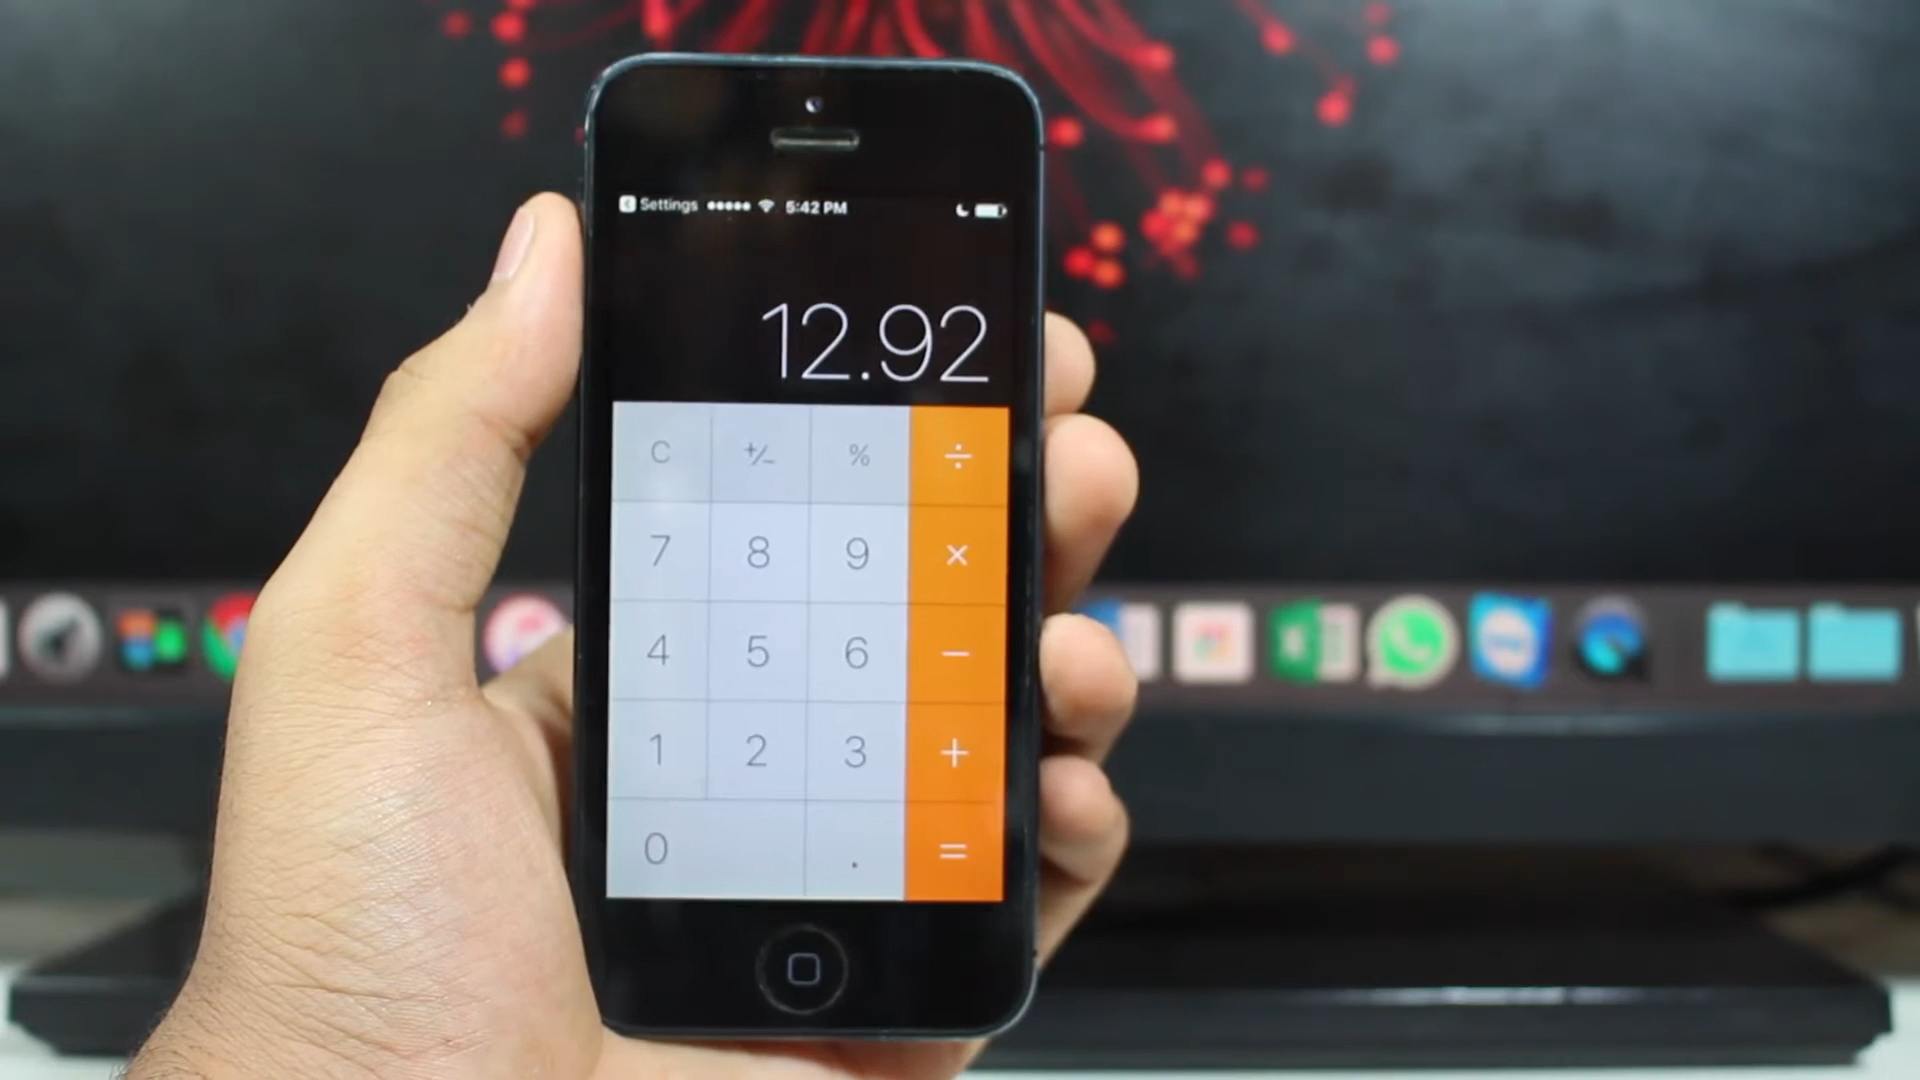 Settings 5:42 PM
12.92
C +/- % ÷
7 8 9 ×
4 5 6 −
1 2 3 +
0 . =